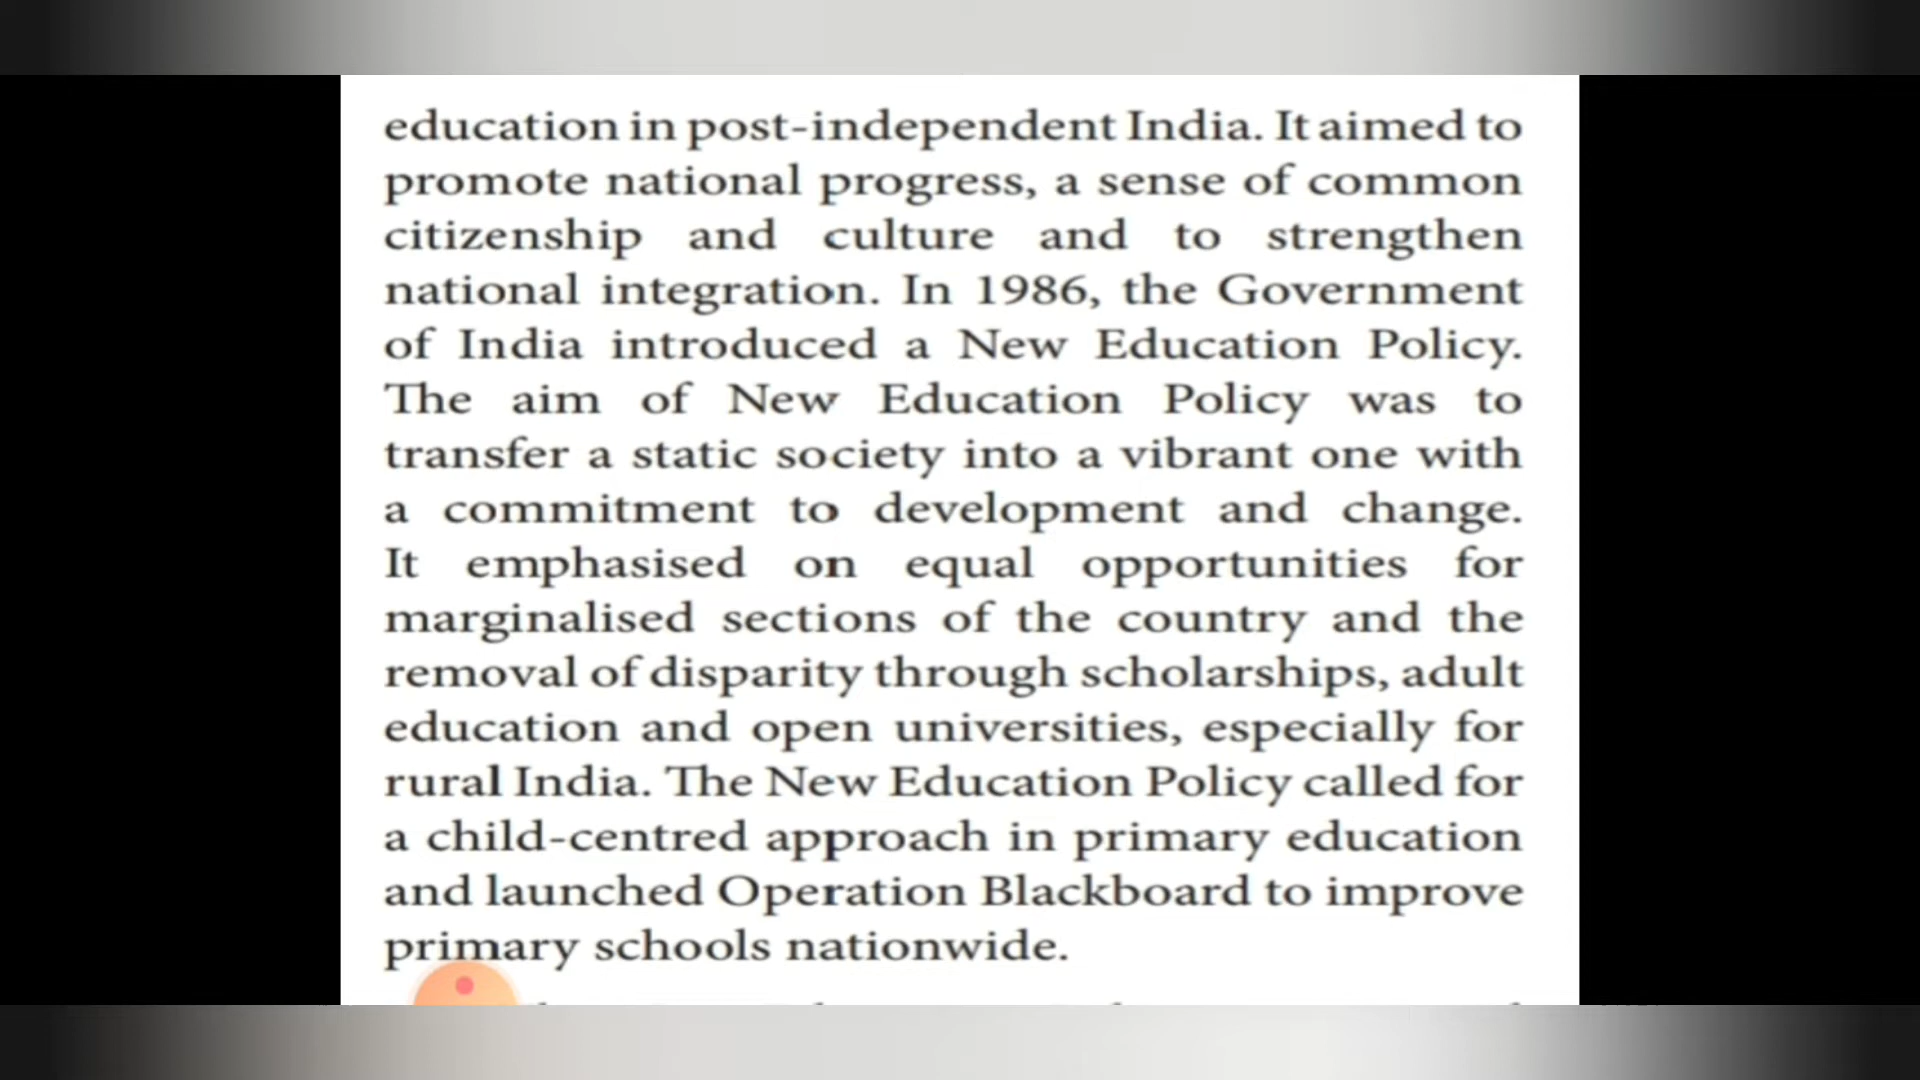 education in post-independent India. It aimed to
promote national progress, a sense of common
citizenship and culture and to strengthen
national integration. In 1986, the Government
of India introduced a New Education Policy.
The aim of New Education Policy was to
transfer a static society into a vibrant one with
a commitment to development and change.
It emphasised on equal opportunities for
marginalised sections of the country and the
removal of disparity through scholarships, adult
education and open universities, especially for
rural India. The New Education Policy called for
a child-centred approach in primary education
and launched Operation Blackboard to improve
primary schools nationwide.